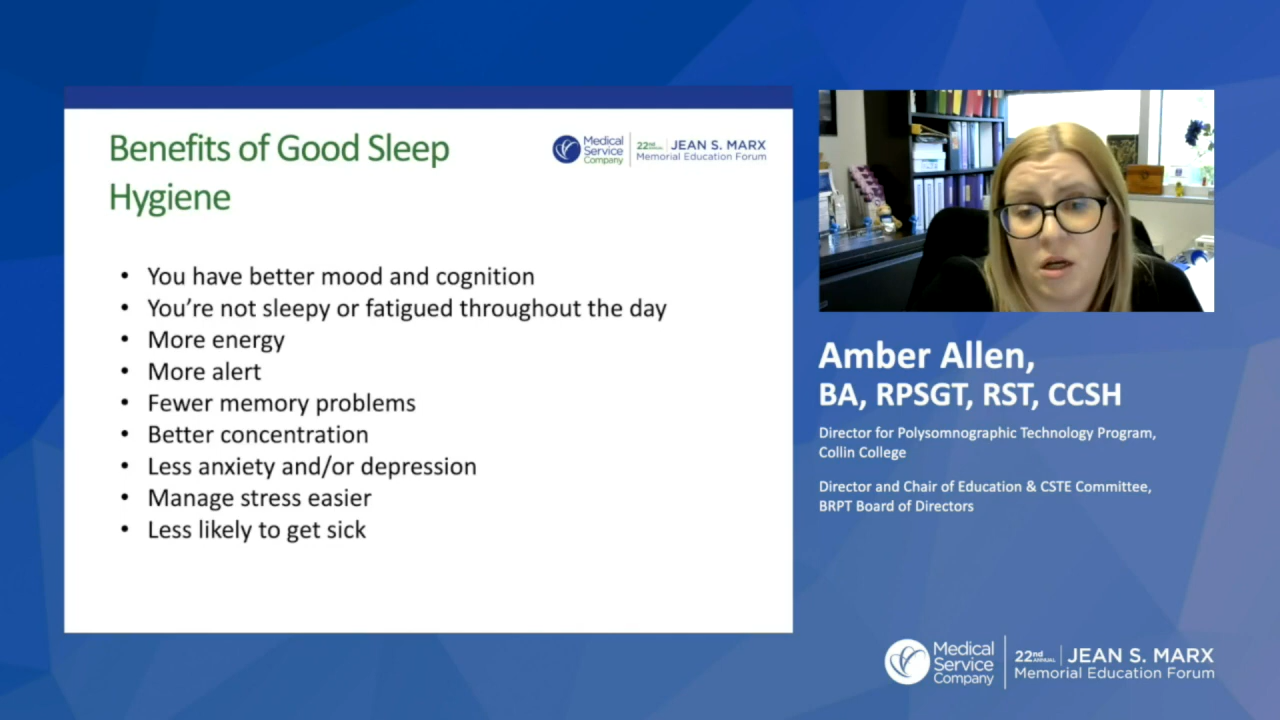 Benefits of Good Sleep
Hygiene
Medical
Service
Company
22nd ANNUAL JEAN S. MARX
Memorial Education Forum
• You have better mood and cognition
• You’re not sleepy or fatigued throughout the day
• More energy
• More alert
• Fewer memory problems
• Better concentration
• Less anxiety and/or depression
• Manage stress easier
• Less likely to get sick
Amber Allen,
BA, RPSGT, RST, CCSH
Director for Polysomnographic Technology Program,
Collin College
Director and Chair of Education & CSTE Committee,
BRPT Board of Directors
Medical
Service
Company
22nd ANNUAL JEAN S. MARX
Memorial Education Forum